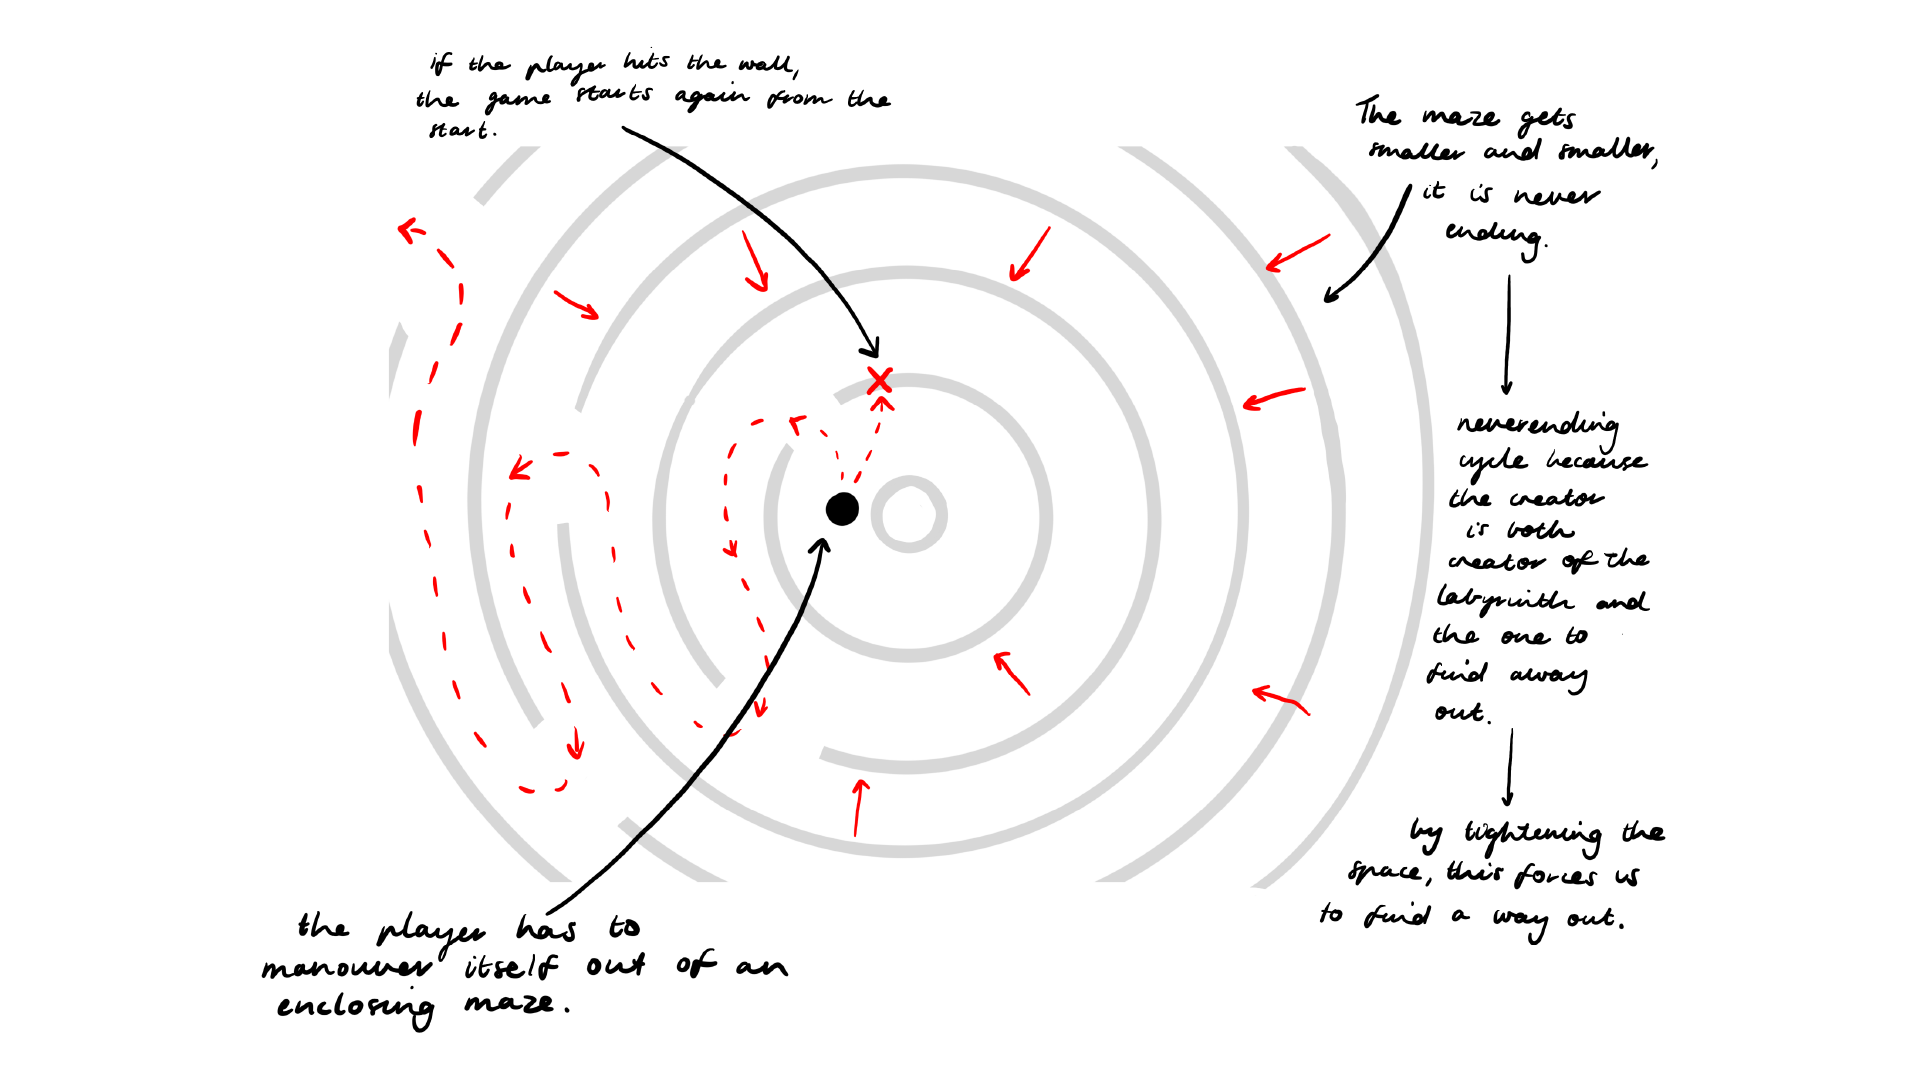 if the player hits the wall,
the game starts again from the
start.
The maze gets
smaller and smaller,
it is never
ending.
neverending
cycle because
the creator
is both
creator of the
labyrinth and
the one to
find away
out.
by tightening the
space, this forces us
to find a way out.
the player has to
manouver itself out of an
enclosing maze.